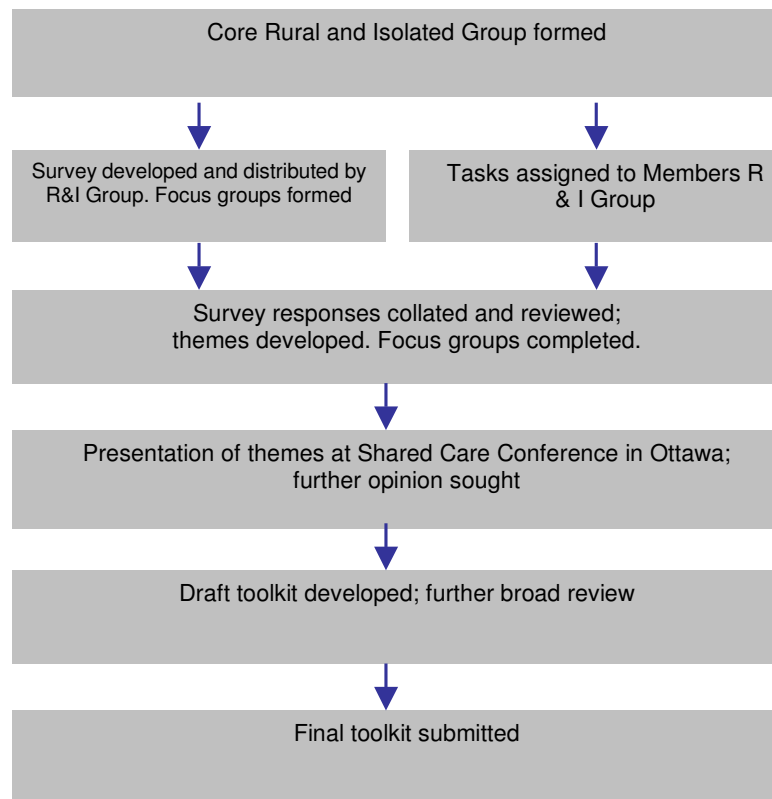 Core Rural and Isolated Group formed
Survey developed and distributed by
R&I Group. Focus groups formed
Tasks assigned to Members R
& I Group
Survey responses collated and reviewed;
themes developed. Focus groups completed.
Presentation of themes at Shared Care Conference in Ottawa;
further opinion sought
Draft toolkit developed; further broad review
Final toolkit submitted